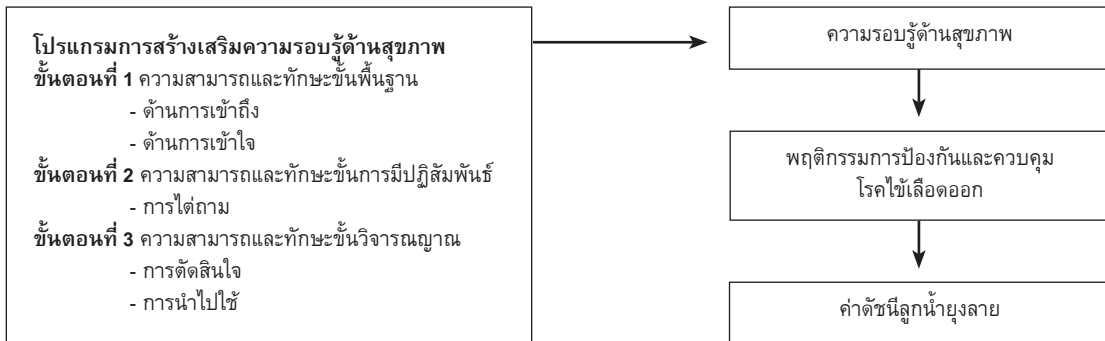 โปรแกรมการสร้างเสริมความรอบรู้ด้านสุขภาพ
ขั้นตอนที่ 1 ความสามารถและทักษะขั้นพื้นฐาน
- ด้านการเข้าถึง
- ด้านการเข้าใจ
ขั้นตอนที่ 2 ความสามารถและทักษะขั้นการมีปฏิสัมพันธ์
- การไต่ถาม
ขั้นตอนที่ 3 ความสามารถและทักษะขั้นวิจารณญาณ
- การตัดสินใจ
- การนำไปใช้
ความรอบรู้ด้านสุขภาพ
พฤติกรรมการป้องกันและควบคุม
โรคไข้เลือดออก
ค่าดัชนีลูกน้ำยุงลาย